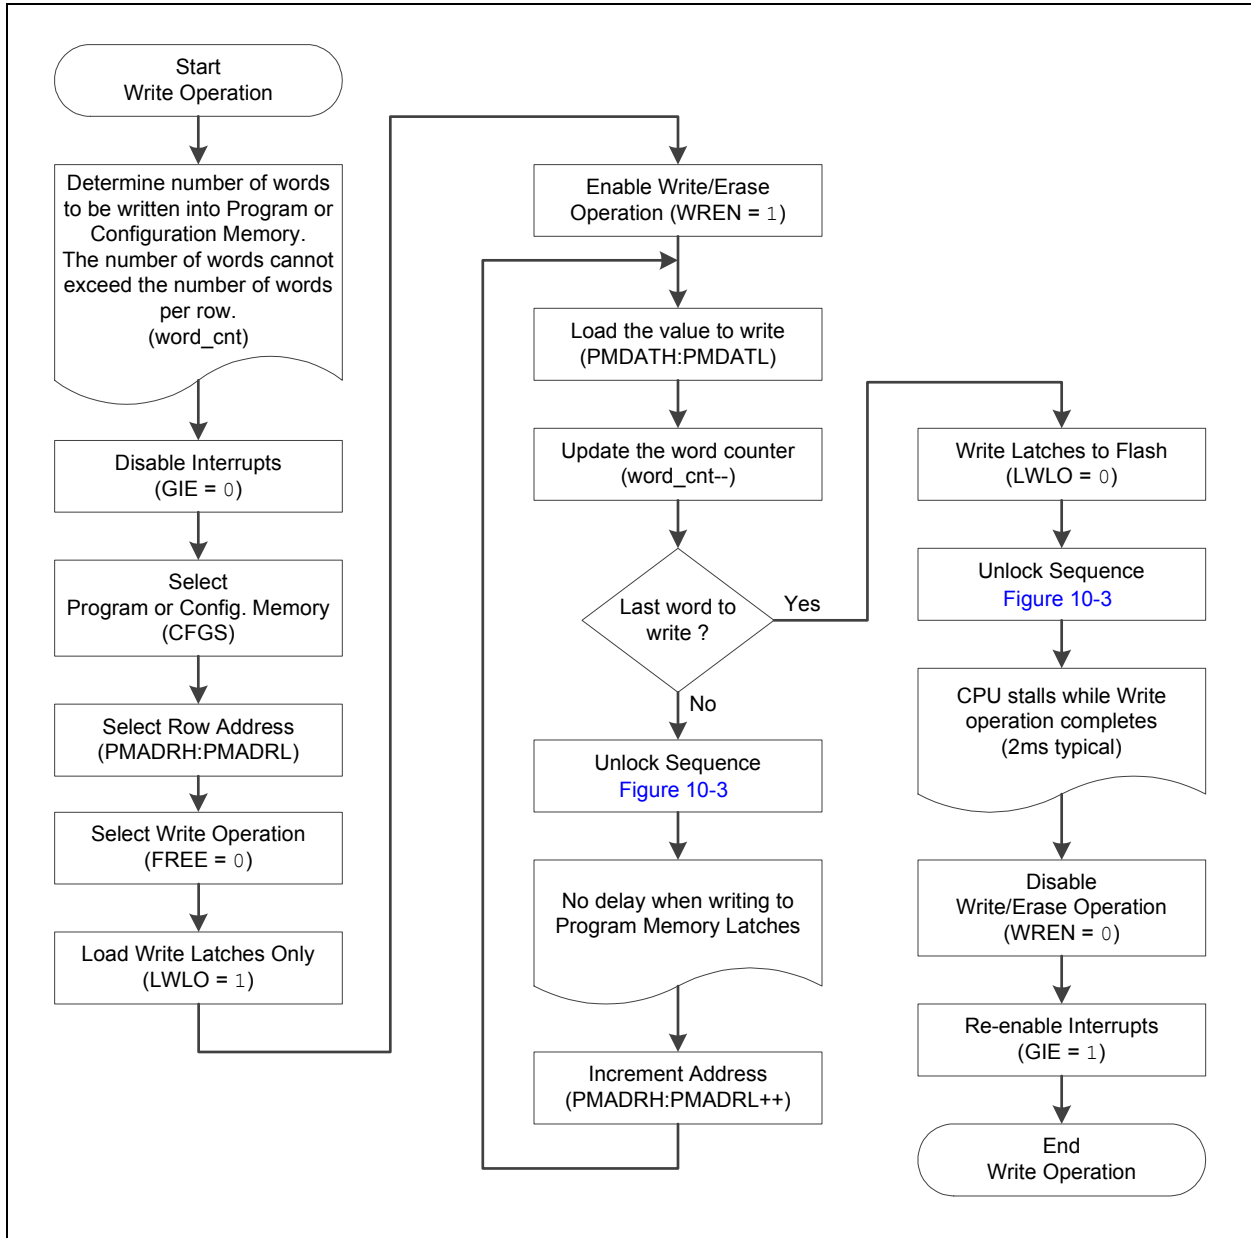 Start
Write Operation
Determine number of words
to be written into Program or
Configuration Memory.
The number of words cannot
exceed the number of words
per row.
(word_cnt)
Disable Interrupts
(GIE = 0)
Select
Program or Config. Memory
(CFGS)
Select Row Address
(PMADRH:PMADRL)
Select Write Operation
(FREE = 0)
Load Write Latches Only
(LWLO = 1)
Enable Write/Erase
Operation (WREN = 1)
Load the value to write
(PMDATH:PMDATL)
Update the word counter
(word_cnt--)
Last word to
write ?
Yes
No
Unlock Sequence
Figure 10-3
No delay when writing to
Program Memory Latches
Increment Address
(PMADRH:PMADRL++)
Write Latches to Flash
(LWLO = 0)
Unlock Sequence
Figure 10-3
CPU stalls while Write
operation completes
(2ms typical)
Disable
Write/Erase Operation
(WREN = 0)
Re-enable Interrupts
(GIE = 1)
End
Write Operation